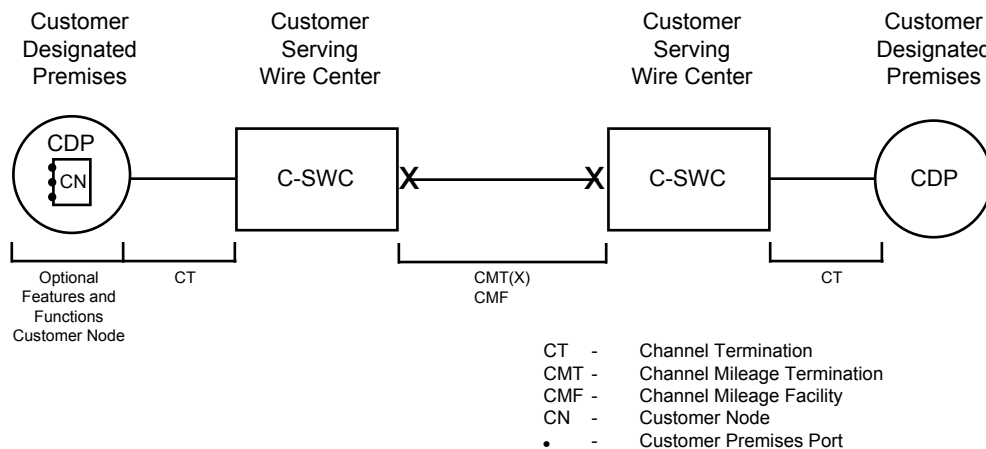 Customer
Designated
Premises
Customer
Serving
Wire Center
Customer
Serving
Wire Center
Customer
Designated
Premises
CDP
CN
C-SWC
X
X
C-SWC
CDP
Optional
Features and
Functions
Customer Node
CT
CMT(X)
CMF
CT
CT - Channel Termination
CMT - Channel Mileage Termination
CMF - Channel Mileage Facility
CN - Customer Node
• - Customer Premises Port